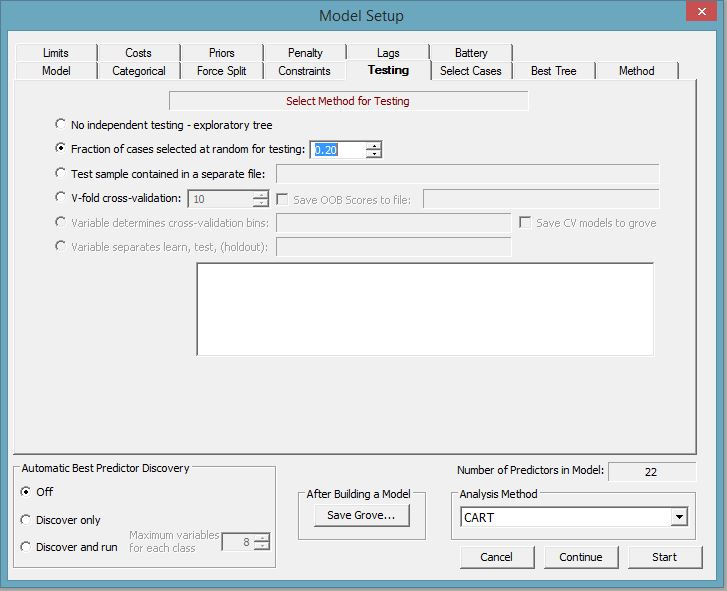 Model Setup
Limits Costs Priors Penalty Lags Battery
Model Categorical Force Split Constraints Testing Select Cases Best Tree Method
Select Method for Testing
No independent testing - exploratory tree
Fraction of cases selected at random for testing: 0.20
Test sample contained in a separate file:
V-fold cross-validation: 10 Save OOB Scores to file:
Variable determines cross-validation bins: Save CV models to grove
Variable separates learn, test, (holdout):
Automatic Best Predictor Discovery
Off
Discover only
Discover and run
Maximum variables
for each class
8
After Building a Model
Save Grove...
Number of Predictors in Model: 22
Analysis Method
CART
Cancel Continue Start